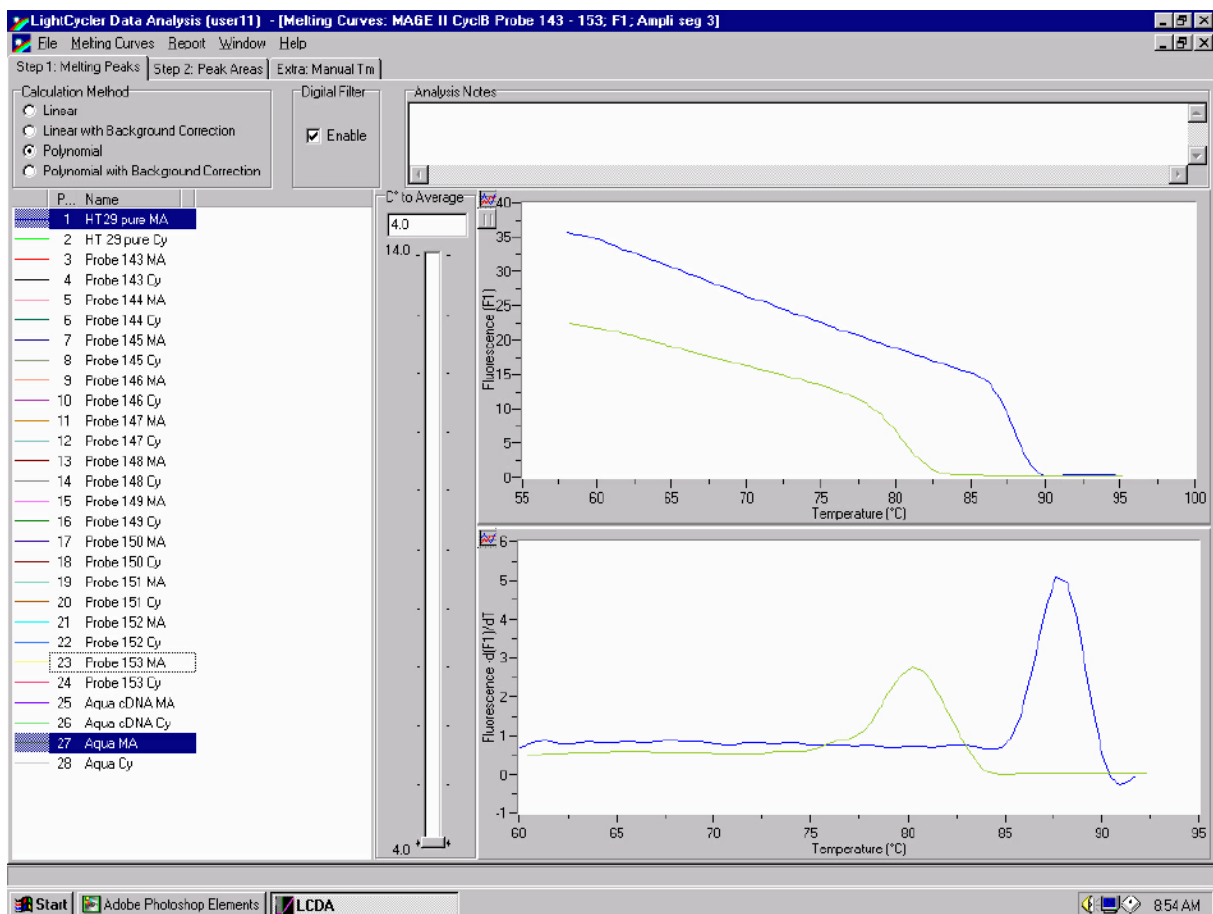 LightCycler Data Analysis (user11) - [Melting Curves: MAGE II CyclB Probe 143 - 153; F1; Ampli seg 3]
File Melting Curves Report Window Help
Step 1: Melting Peaks Step 2: Peak Areas Extra: Manual Tm
Calculation Method
Linear
Linear with Background Correction
Polynomial
Polynomial with Background Correction
Digital Filter
Enable
Analysis Notes
P... Name
1 HT29 pure MA
2 HT 29 pure Cy
3 Probe 143 MA
4 Probe 143 Cy
5 Probe 144 MA
6 Probe 144 Cy
7 Probe 145 MA
8 Probe 145 Cy
9 Probe 146 MA
10 Probe 146 Cy
11 Probe 147 MA
12 Probe 147 Cy
13 Probe 148 MA
14 Probe 148 Cy
15 Probe 149 MA
16 Probe 149 Cy
17 Probe 150 MA
18 Probe 150 Cy
19 Probe 151 MA
20 Probe 151 Cy
21 Probe 152 MA
22 Probe 152 Cy
23 Probe 153 MA
24 Probe 153 Cy
25 Aqua cDNA MA
26 Aqua cDNA Cy
27 Aqua MA
28 Aqua Cy
C° to Average
4.0
14.0
4.0
Fluorescence (F1)
40
35
30
25
20
15
10
5
0
55 60 65 70 75 80 85 90 95 100
Temperature (°C)
Fluorescence -d(F1)/dT
6
5
4
3
2
1
0
-1
60 65 70 75 80 85 90 95
Temperature (°C)
Start Adobe Photoshop Elements LCDA 8:54 AM